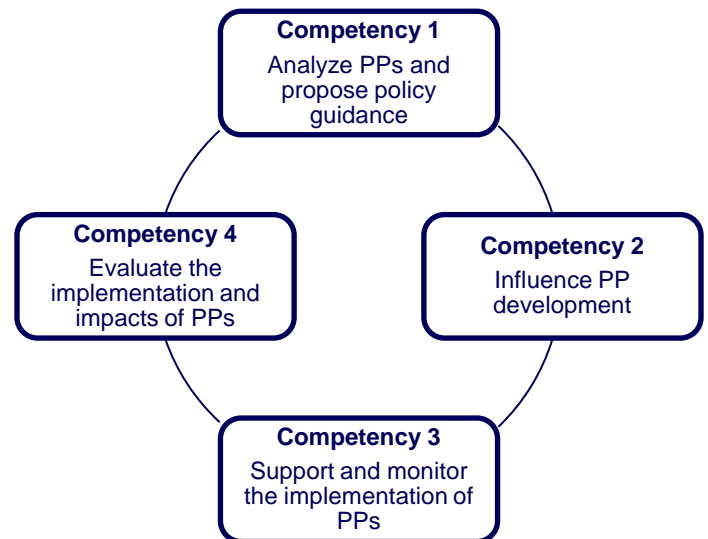 Competency 1
Analyze PPs and
propose policy
guidance
Competency 4
Evaluate the
implementation and
impacts of PPs
Competency 2
Influence PP
development
Competency 3
Support and monitor
the implementation of
PPs